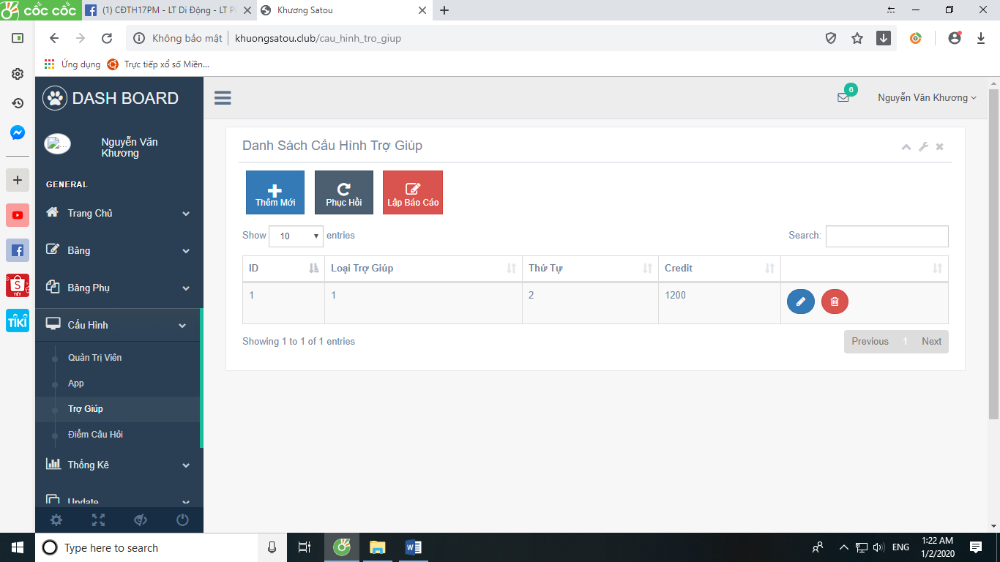 cốc cốc
(1) CĐTH17PM - LT Di Động - LT P
Khương Satou
Không bảo mật
khuongsatou.club/cau_hinh_tro_giup
Ứng dụng
Trực tiếp xổ số Miền...
DASH BOARD
6
Nguyễn Văn Khương
Nguyễn Văn
Khương
GENERAL
Trang Chủ
Bảng
Bảng Phụ
Cấu Hình
Quản Trị Viên
App
Trợ Giúp
Điểm Câu Hỏi
Thống Kê
Update
Danh Sách Cấu Hình Trợ Giúp
Thêm Mới
Phục Hồi
Lập Báo Cáo
Show 10 entries
Search:
ID Loại Trợ Giúp Thứ Tự Credit
1 1 2 1200
Showing 1 to 1 of 1 entries
Previous 1 Next
TẾT
TIKI
Type here to search
ENG
1:22 AM
1/2/2020